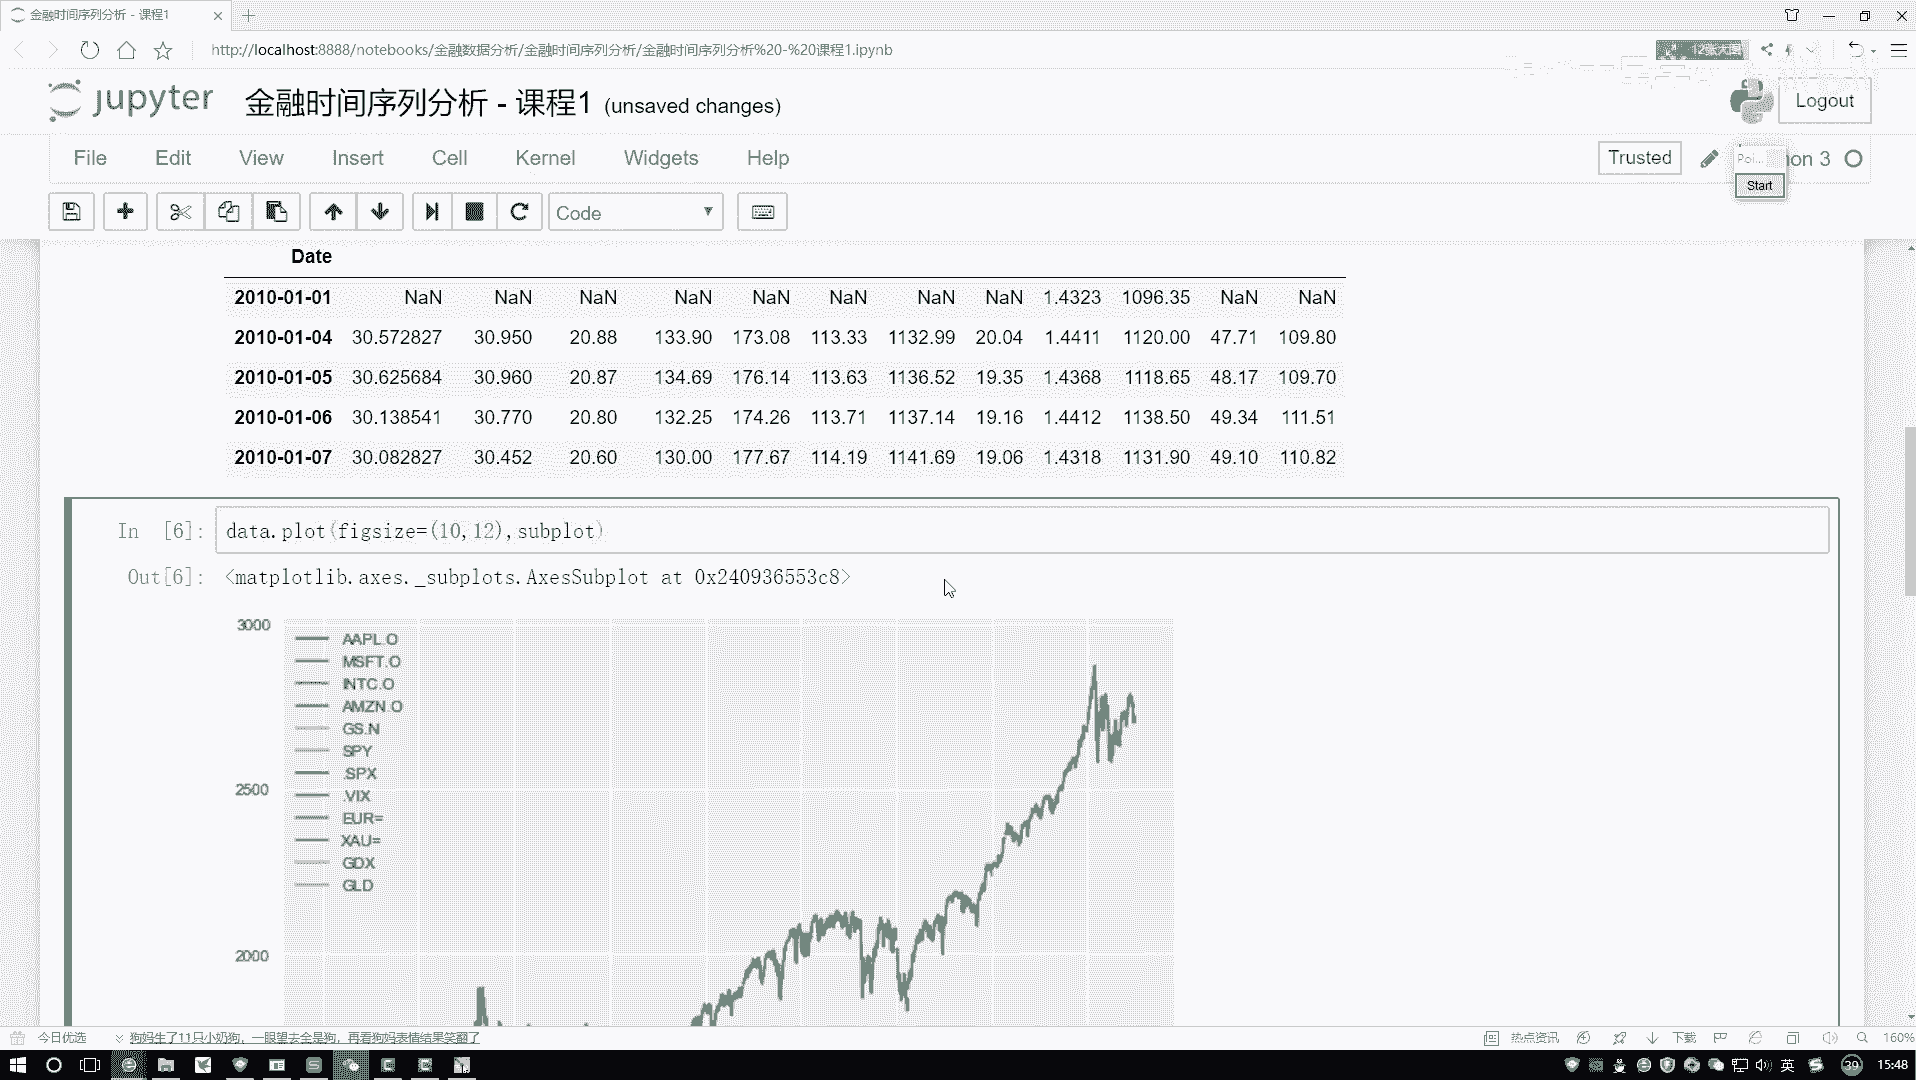 金融时间序列分析 - 课程1
http://localhost:8888/notebooks/金融数据分析/金融时间序列分析/金融时间序列分析%20-%20课程1.ipynb
12张大图
jupyter 金融时间序列分析 - 课程1 (unsaved changes)
Logout
File Edit View Insert Cell Kernel Widgets Help
Trusted
Poi... on 3
Start
Code
Date
2010-01-01 NaN NaN NaN NaN NaN NaN NaN NaN 1.4323 1096.35 NaN NaN
2010-01-04 30.572827 30.950 20.88 133.90 173.08 113.33 1132.99 20.04 1.4411 1120.00 47.71 109.80
2010-01-05 30.625684 30.960 20.87 134.69 176.14 113.63 1136.52 19.35 1.4368 1118.65 48.17 109.70
2010-01-06 30.138541 30.770 20.80 132.25 174.26 113.71 1137.14 19.16 1.4412 1138.50 49.34 111.51
2010-01-07 30.082827 30.452 20.60 130.00 177.67 114.19 1141.69 19.06 1.4318 1131.90 49.10 110.82
In [6]: data.plot(figsize=(10,12),subplot)
Out[6]: <matplotlib.axes._subplots.AxesSubplot at 0x240936553c8>
3000
AAPL.O
MSFT.O
INTC.O
AMZN.O
GS.N
SPY
.SPX
.VIX
EUR=
XAU=
GDX
GLD
2500
2000
今日优选 狗妈生了11只小奶狗，一眼望去全是狗，再看狗妈表情结果笑翻了
热点资讯 下载 160%
英 39 15:48